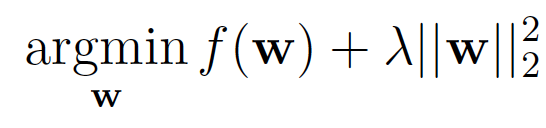 argmin f(w) + λ||w||₂²
w